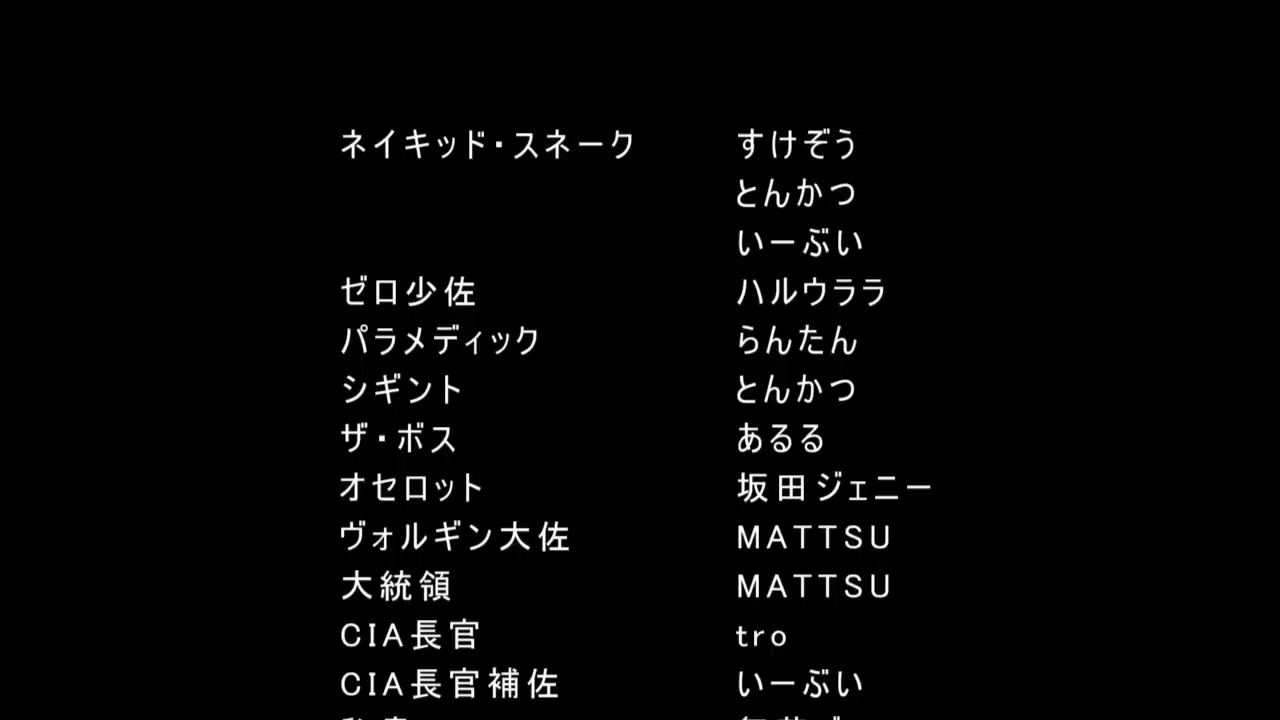 ネイキッド・スネーク すけぞう
とんかつ
いーぶい
ゼロ少佐 ハルウララ
パラメディック らんたん
シギント とんかつ
ザ・ボス あるる
オセロット 坂田ジェニー
ヴォルギン大佐 MATTSU
大統領 MATTSU
CIA長官 tro
CIA長官補佐 いーぶい